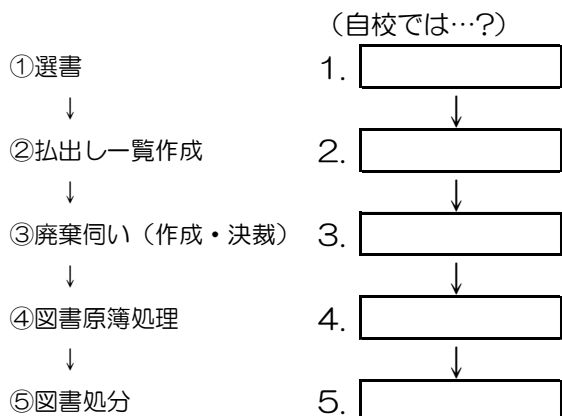 (自校では…?)
①選書 1.
↓ ↓
②払出し一覧作成 2.
↓ ↓
③廃棄伺い(作成・決裁) 3.
↓ ↓
④図書原簿処理 4.
↓ ↓
⑤図書処分 5.